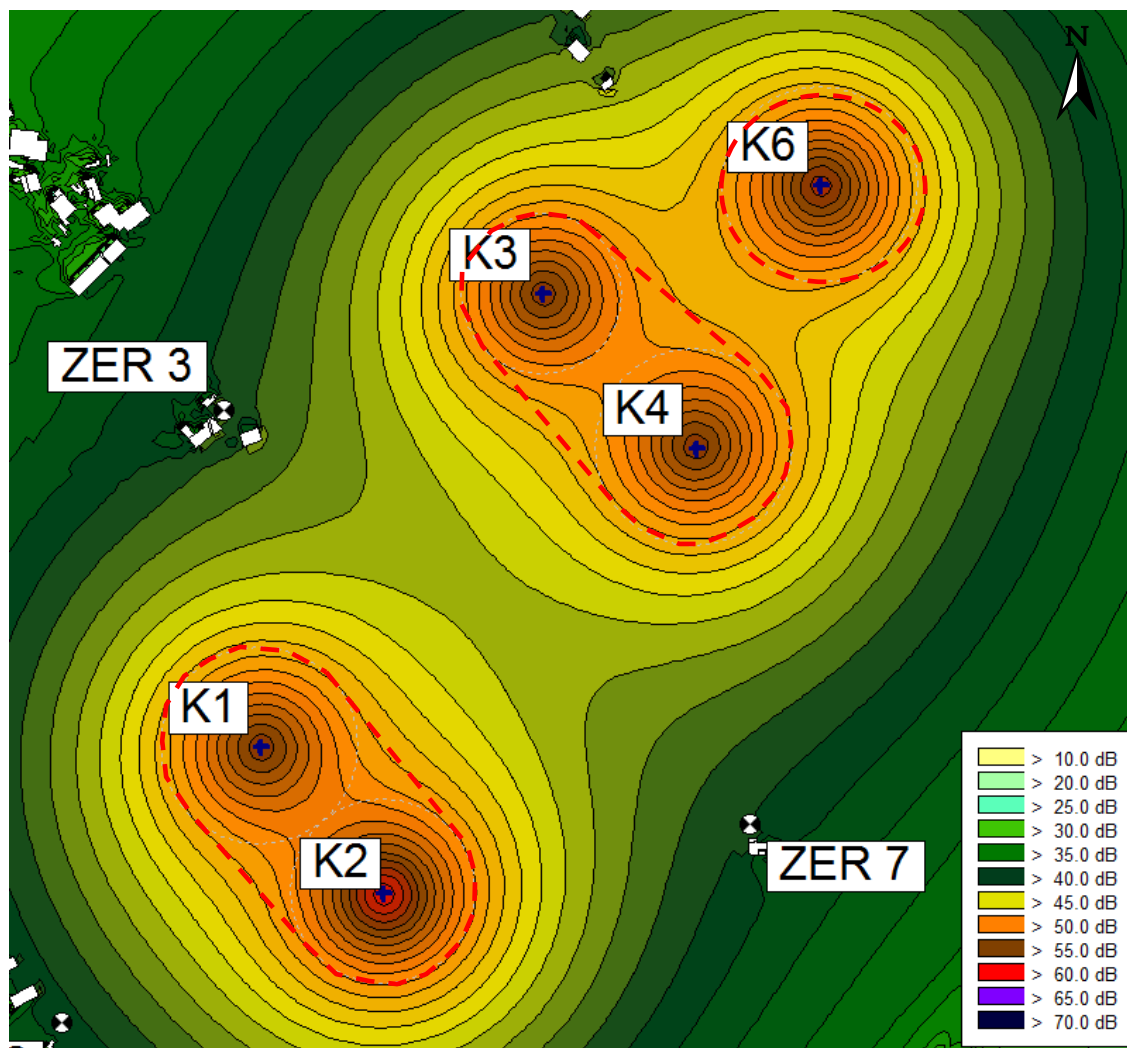 N
K6
K3
ZER 3
K4
K1
K2
ZER 7
> 10.0 dB
> 20.0 dB
> 25.0 dB
> 30.0 dB
> 35.0 dB
> 40.0 dB
> 45.0 dB
> 50.0 dB
> 55.0 dB
> 60.0 dB
> 65.0 dB
> 70.0 dB